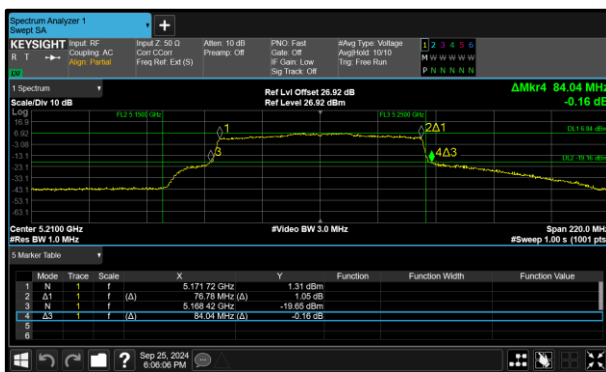 Spectrum Analyzer 1
Swept SA
+
KEYSIGHT Input: RF Input Z: 50 Ω Atten: 10 dB PNO: Fast #Avg Type: Voltage 1 2 3 4 5 6
R T Coupling: AC Corr CCorr Preamp: Off Gate: Off Avg|Hold: 10/10 M W W W W W
Align: Partial Freq Ref: Ext (S) IF Gain: Low Trig: Free Run P N N N N N
Sig Track: Off
1 Spectrum Ref Lvl Offset 26.92 dB ΔMkr4 84.04 MHz
Scale/Div 10 dB Ref Level 26.92 dBm -0.16 dB
Log FL2 5.1500 GHz FL3 5.2500 GHz
16.9
6.92 1 2Δ1 DL1 6.84 dBm
-3.08
-13.1 3 4Δ3 DL2 -19.16 dBm
-23.1
-33.1
-43.1
-53.1
-63.1
Center 5.2100 GHz #Video BW 3.0 MHz Span 220.0 MHz
#Res BW 1.0 MHz #Sweep 1.00 s (1001 pts)
5 Marker Table
Mode Trace Scale X Y Function Function Width Function Value
1 N 1 f 5.171 72 GHz 1.31 dBm
2 Δ1 1 f (Δ) 76.78 MHz (Δ) 1.05 dB
3 N 1 f 5.168 42 GHz -19.65 dBm
4 Δ3 1 f (Δ) 84.04 MHz (Δ) -0.16 dB
5
6
? Sep 25, 2024
6:06:06 PM